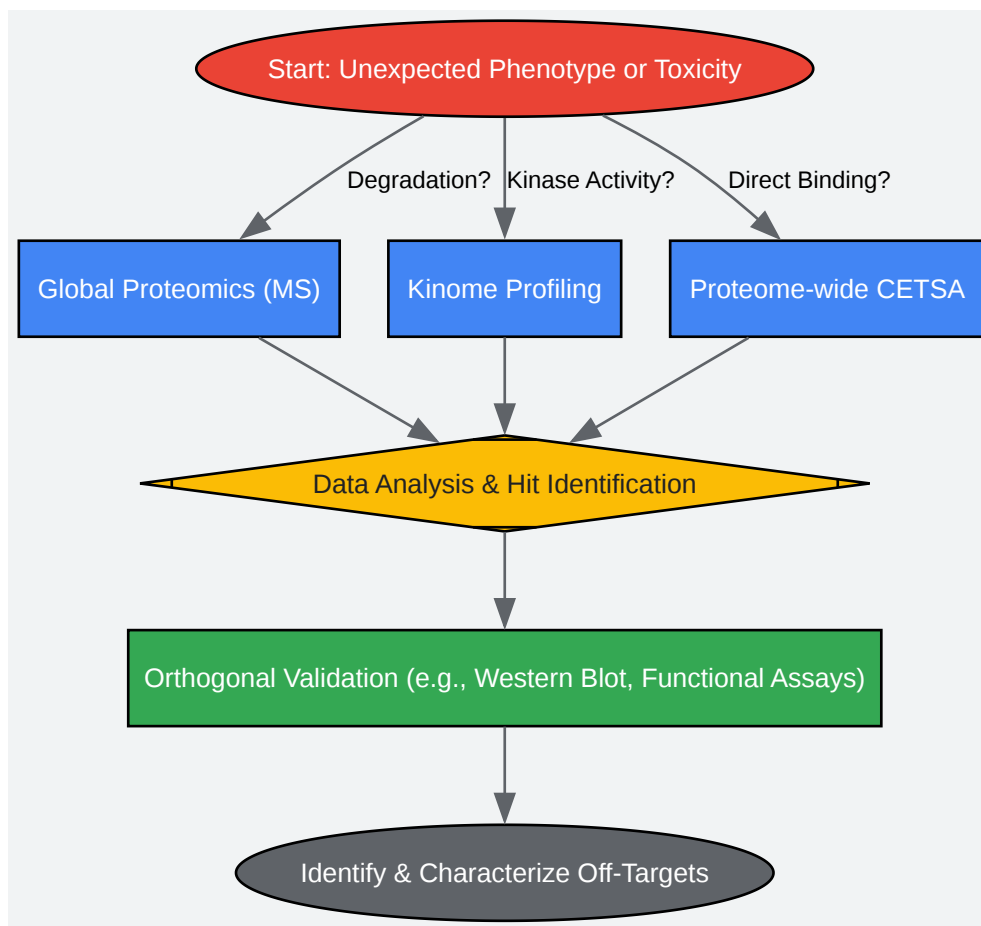 Start: Unexpected Phenotype or Toxicity
Degradation?
Kinase Activity?
Direct Binding?
Global Proteomics (MS)
Kinome Profiling
Proteome-wide CETSA
Data Analysis & Hit Identification
Orthogonal Validation (e.g., Western Blot, Functional Assays)
Identify & Characterize Off-Targets